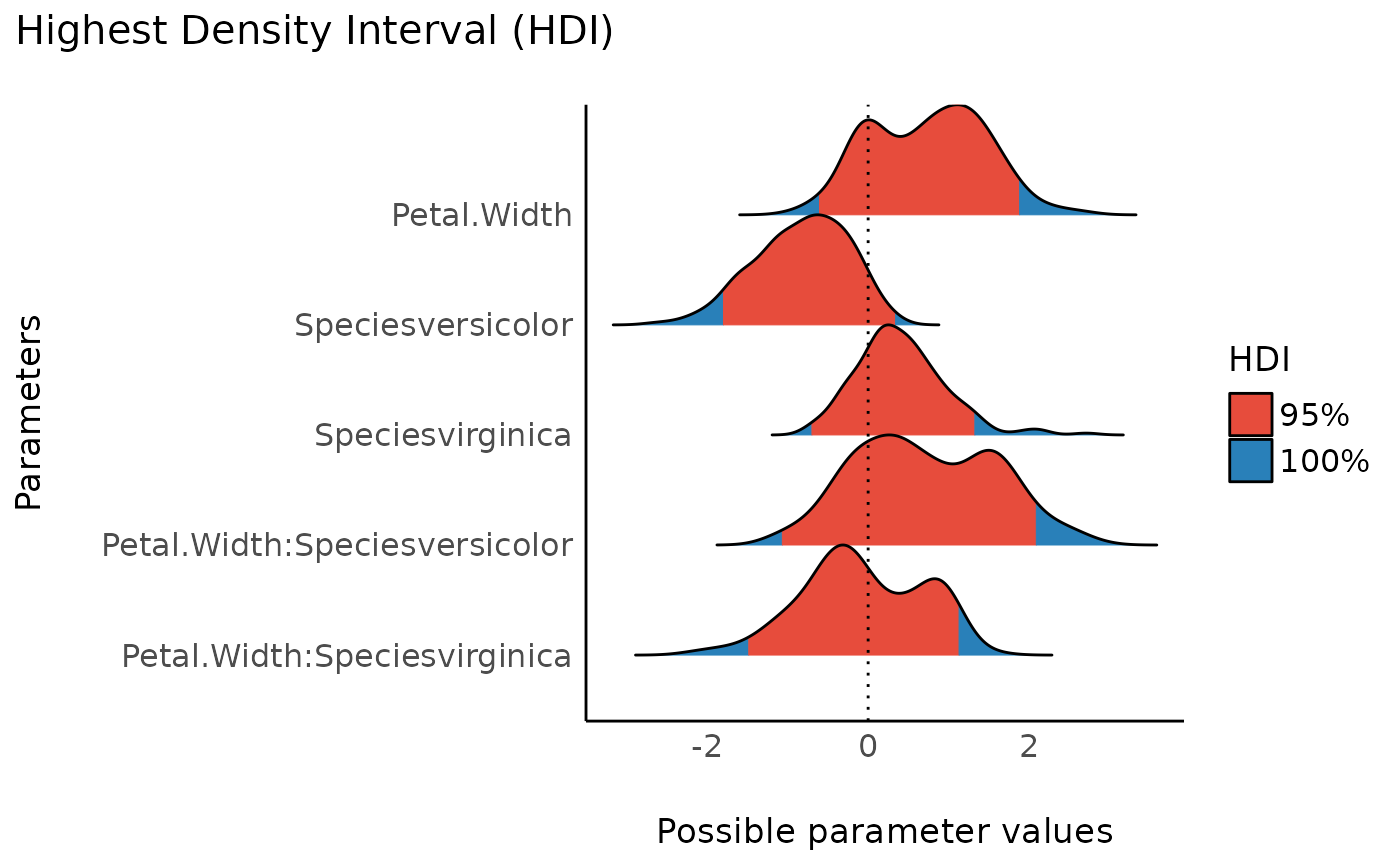 Highest Density Interval (HDI)
Parameters
Petal.Width
Speciesversicolor
Speciesvirginica
Petal.Width:Speciesversicolor
Petal.Width:Speciesvirginica
-2 0 2
Possible parameter values
HDI
95%
100%